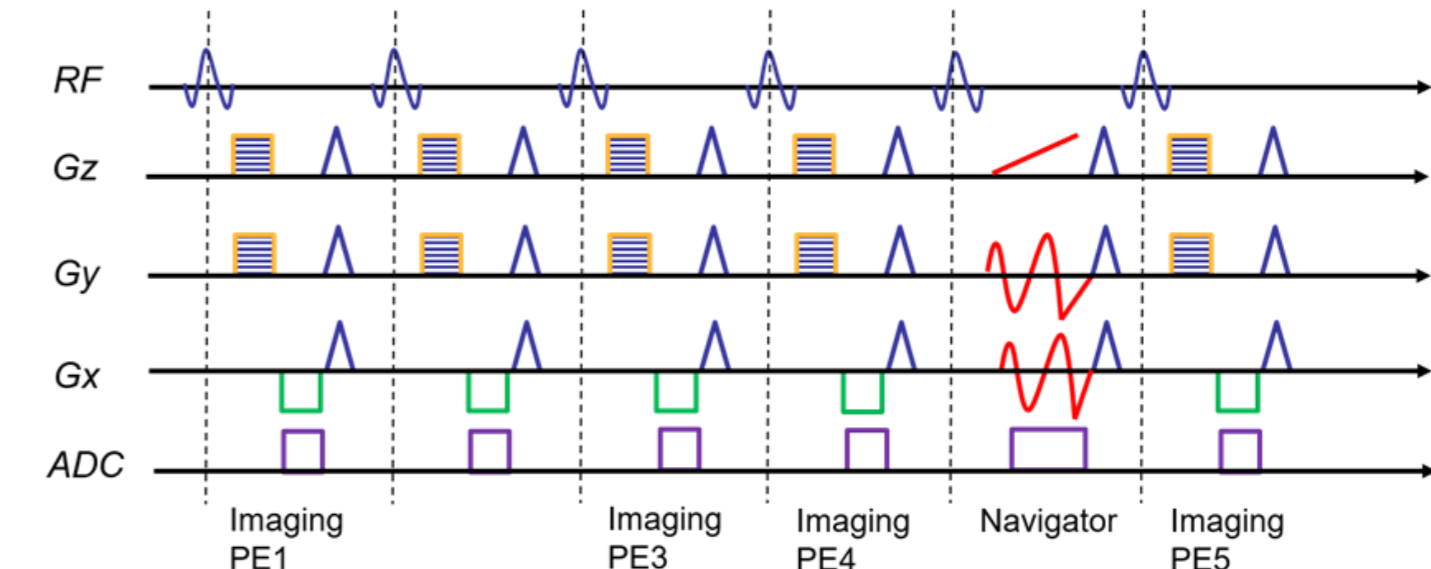 RF
Gz
Gy
Gx
ADC
Imaging
PE1
Imaging
PE3
Imaging
PE4
Navigator
Imaging
PE5